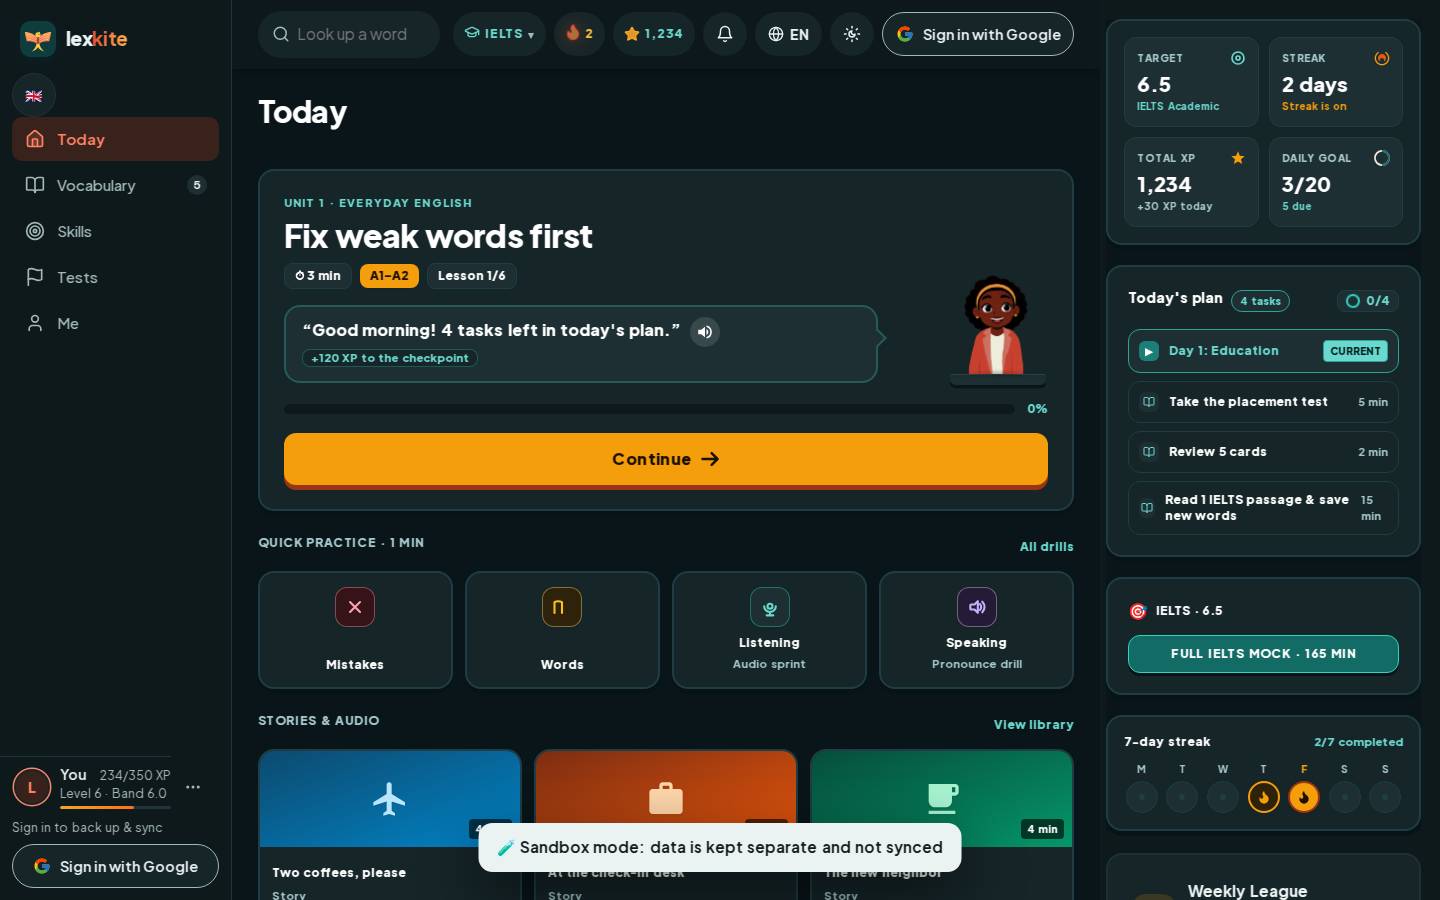 lexkite
Today
Vocabulary
5
Skills
Tests
Me
You
234/350 XP
Level 6 · Band 6.0
L
Sign in to back up & sync
Sign in with Google
Look up a word
IELTS
2
1,234
EN
Sign in with Google
Today
UNIT 1 · EVERYDAY ENGLISH
Fix weak words first
3 min
A1–A2
Lesson 1/6
“Good morning! 4 tasks left in today's plan.”
+120 XP to the checkpoint
0%
Continue
QUICK PRACTICE · 1 MIN
All drills
Mistakes
Words
Listening
Audio sprint
Speaking
Pronounce drill
STORIES & AUDIO
View library
4 min
Two coffees, please
Story
At the check-in desk
Story
The new neighbor
Story
🧪 Sandbox mode: data is kept separate and not synced
TARGET
6.5
IELTS Academic
STREAK
2 days
Streak is on
TOTAL XP
1,234
+30 XP today
DAILY GOAL
3/20
5 due
Today's plan
4 tasks
0/4
Day 1: Education
CURRENT
Take the placement test
5 min
Review 5 cards
2 min
Read 1 IELTS passage & save
new words
15
min
IELTS · 6.5
FULL IELTS MOCK · 165 MIN
7-day streak
2/7 completed
M T W T F S S
Weekly League